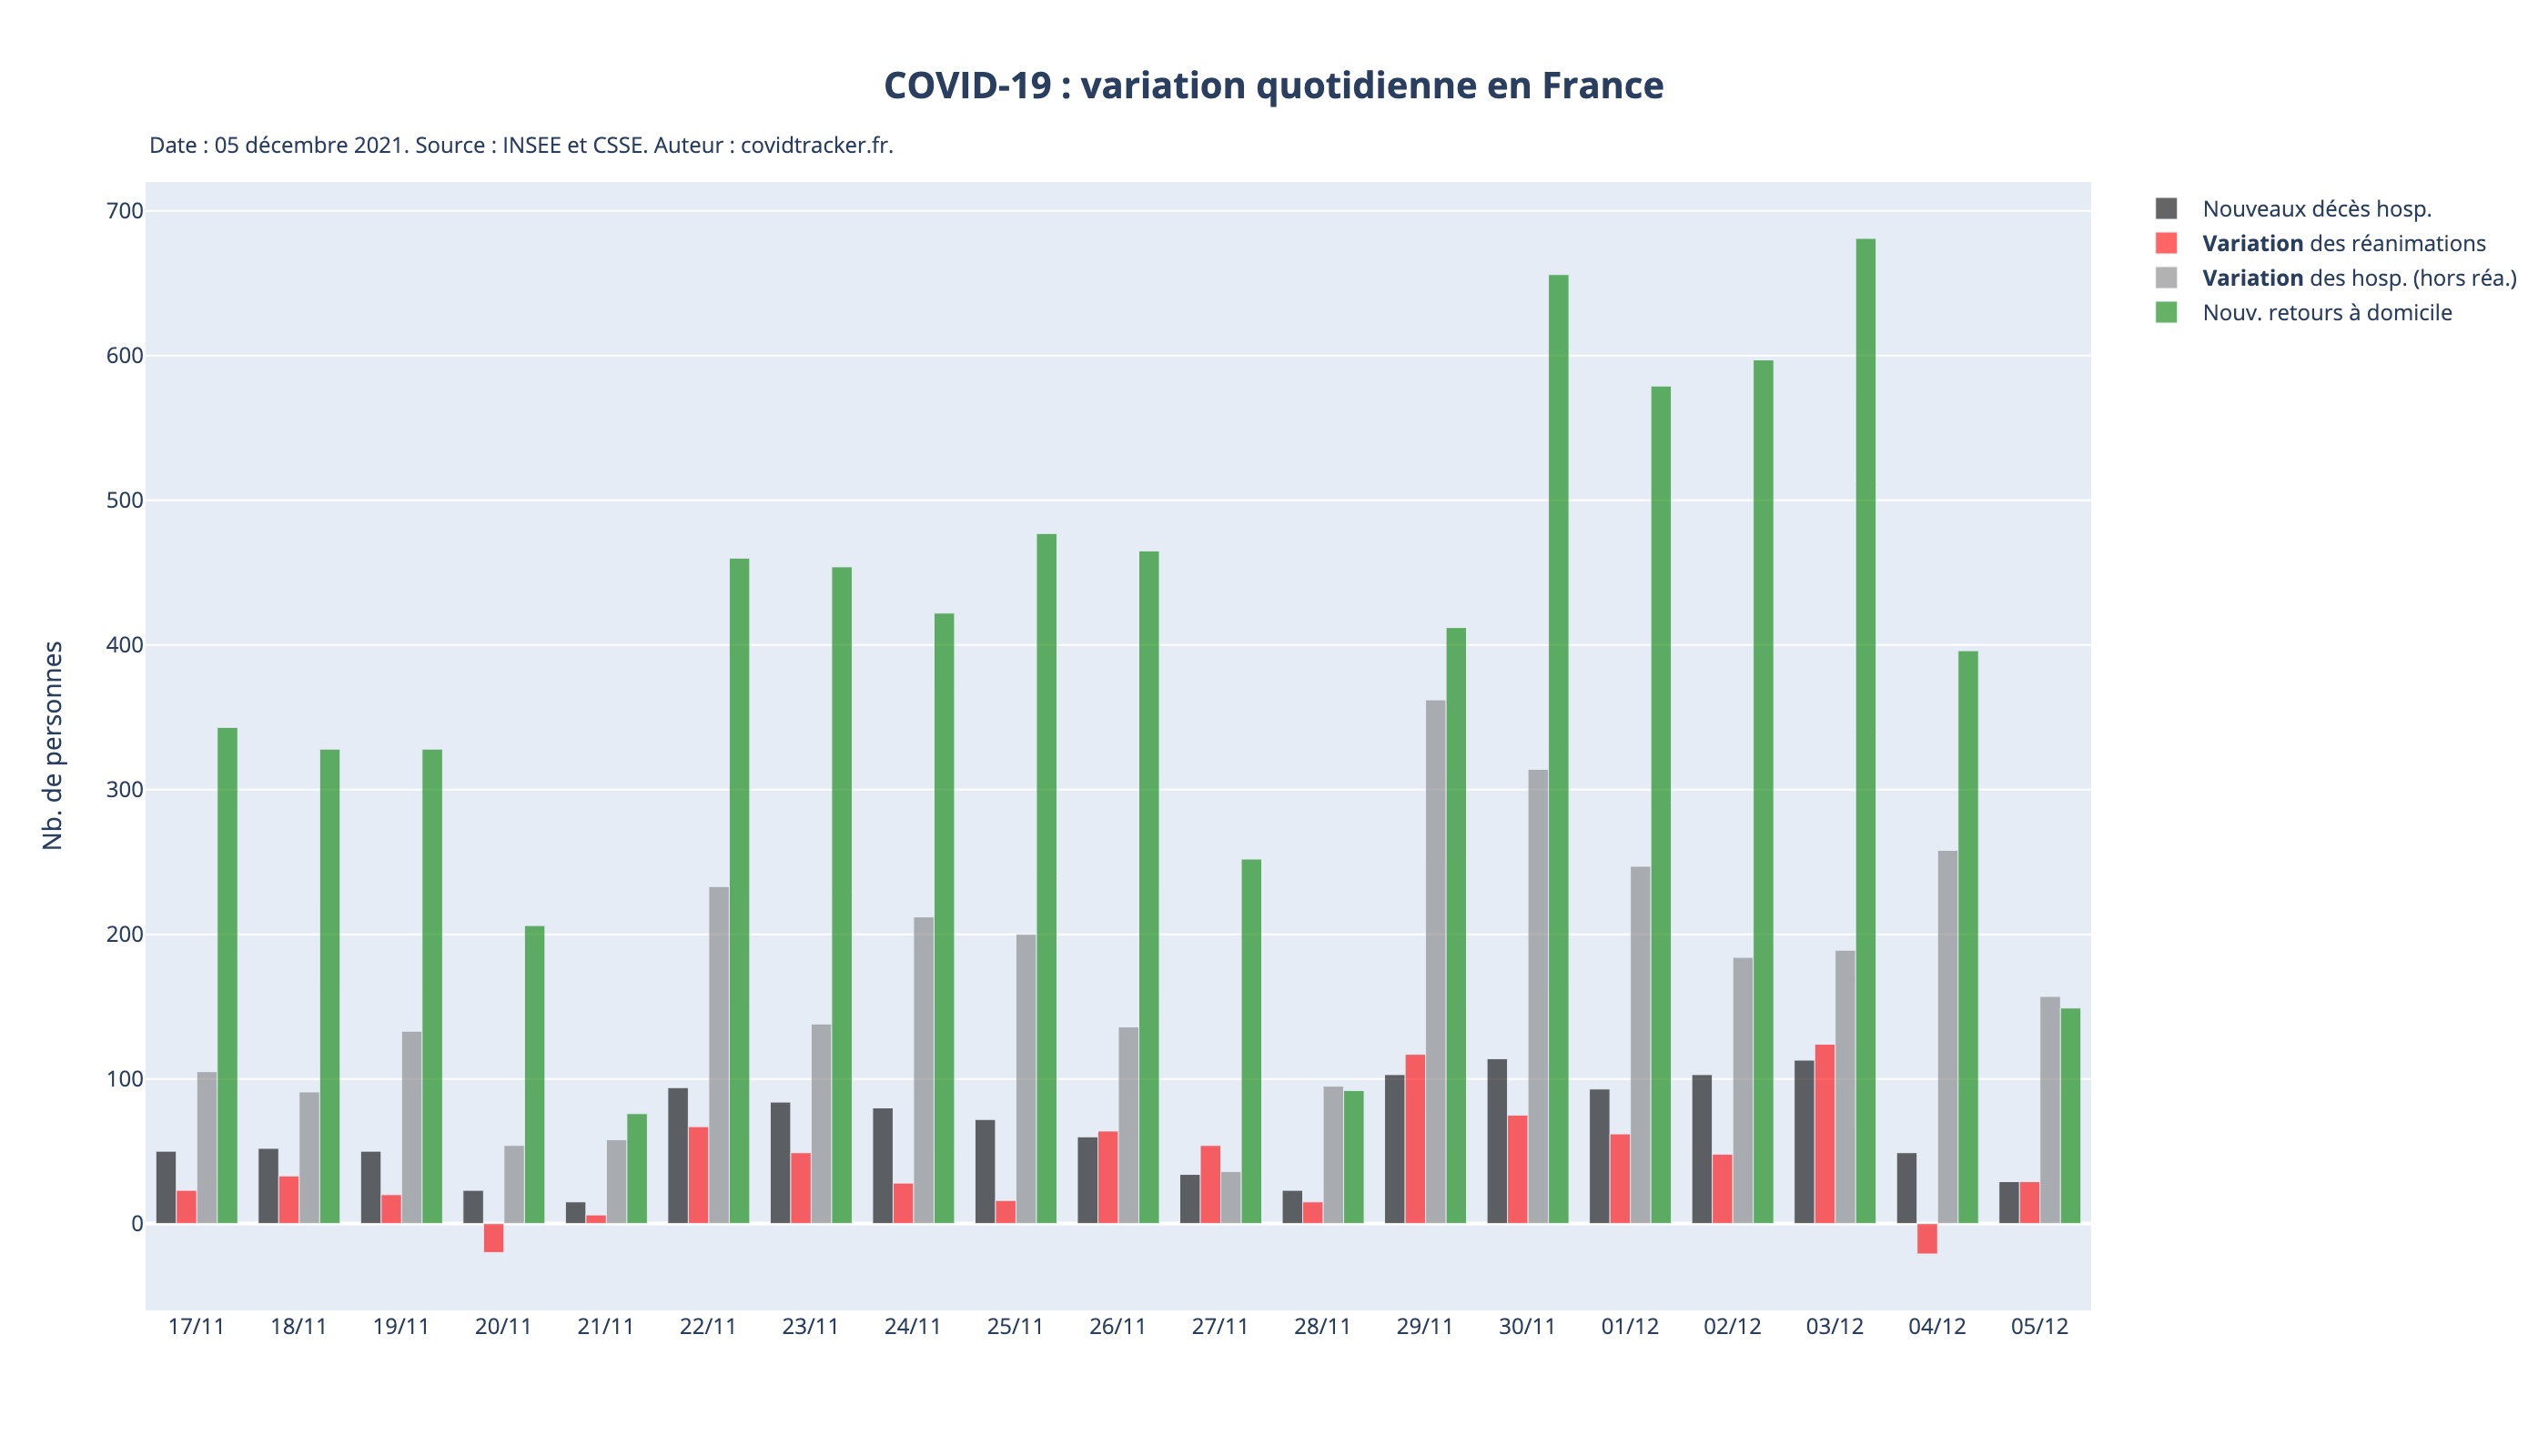 COVID-19 : variation quotidienne en France
Date : 05 décembre 2021. Source : INSEE et CSSE. Auteur : covidtracker.fr.
Nouveaux décès hosp.
Variation des réanimations
Variation des hosp. (hors réa.)
Nouv. retours à domicile
Nb. de personnes
700
600
500
400
300
200
100
0
17/11 18/11 19/11 20/11 21/11 22/11 23/11 24/11 25/11 26/11 27/11 28/11 29/11 30/11 01/12 02/12 03/12 04/12 05/12